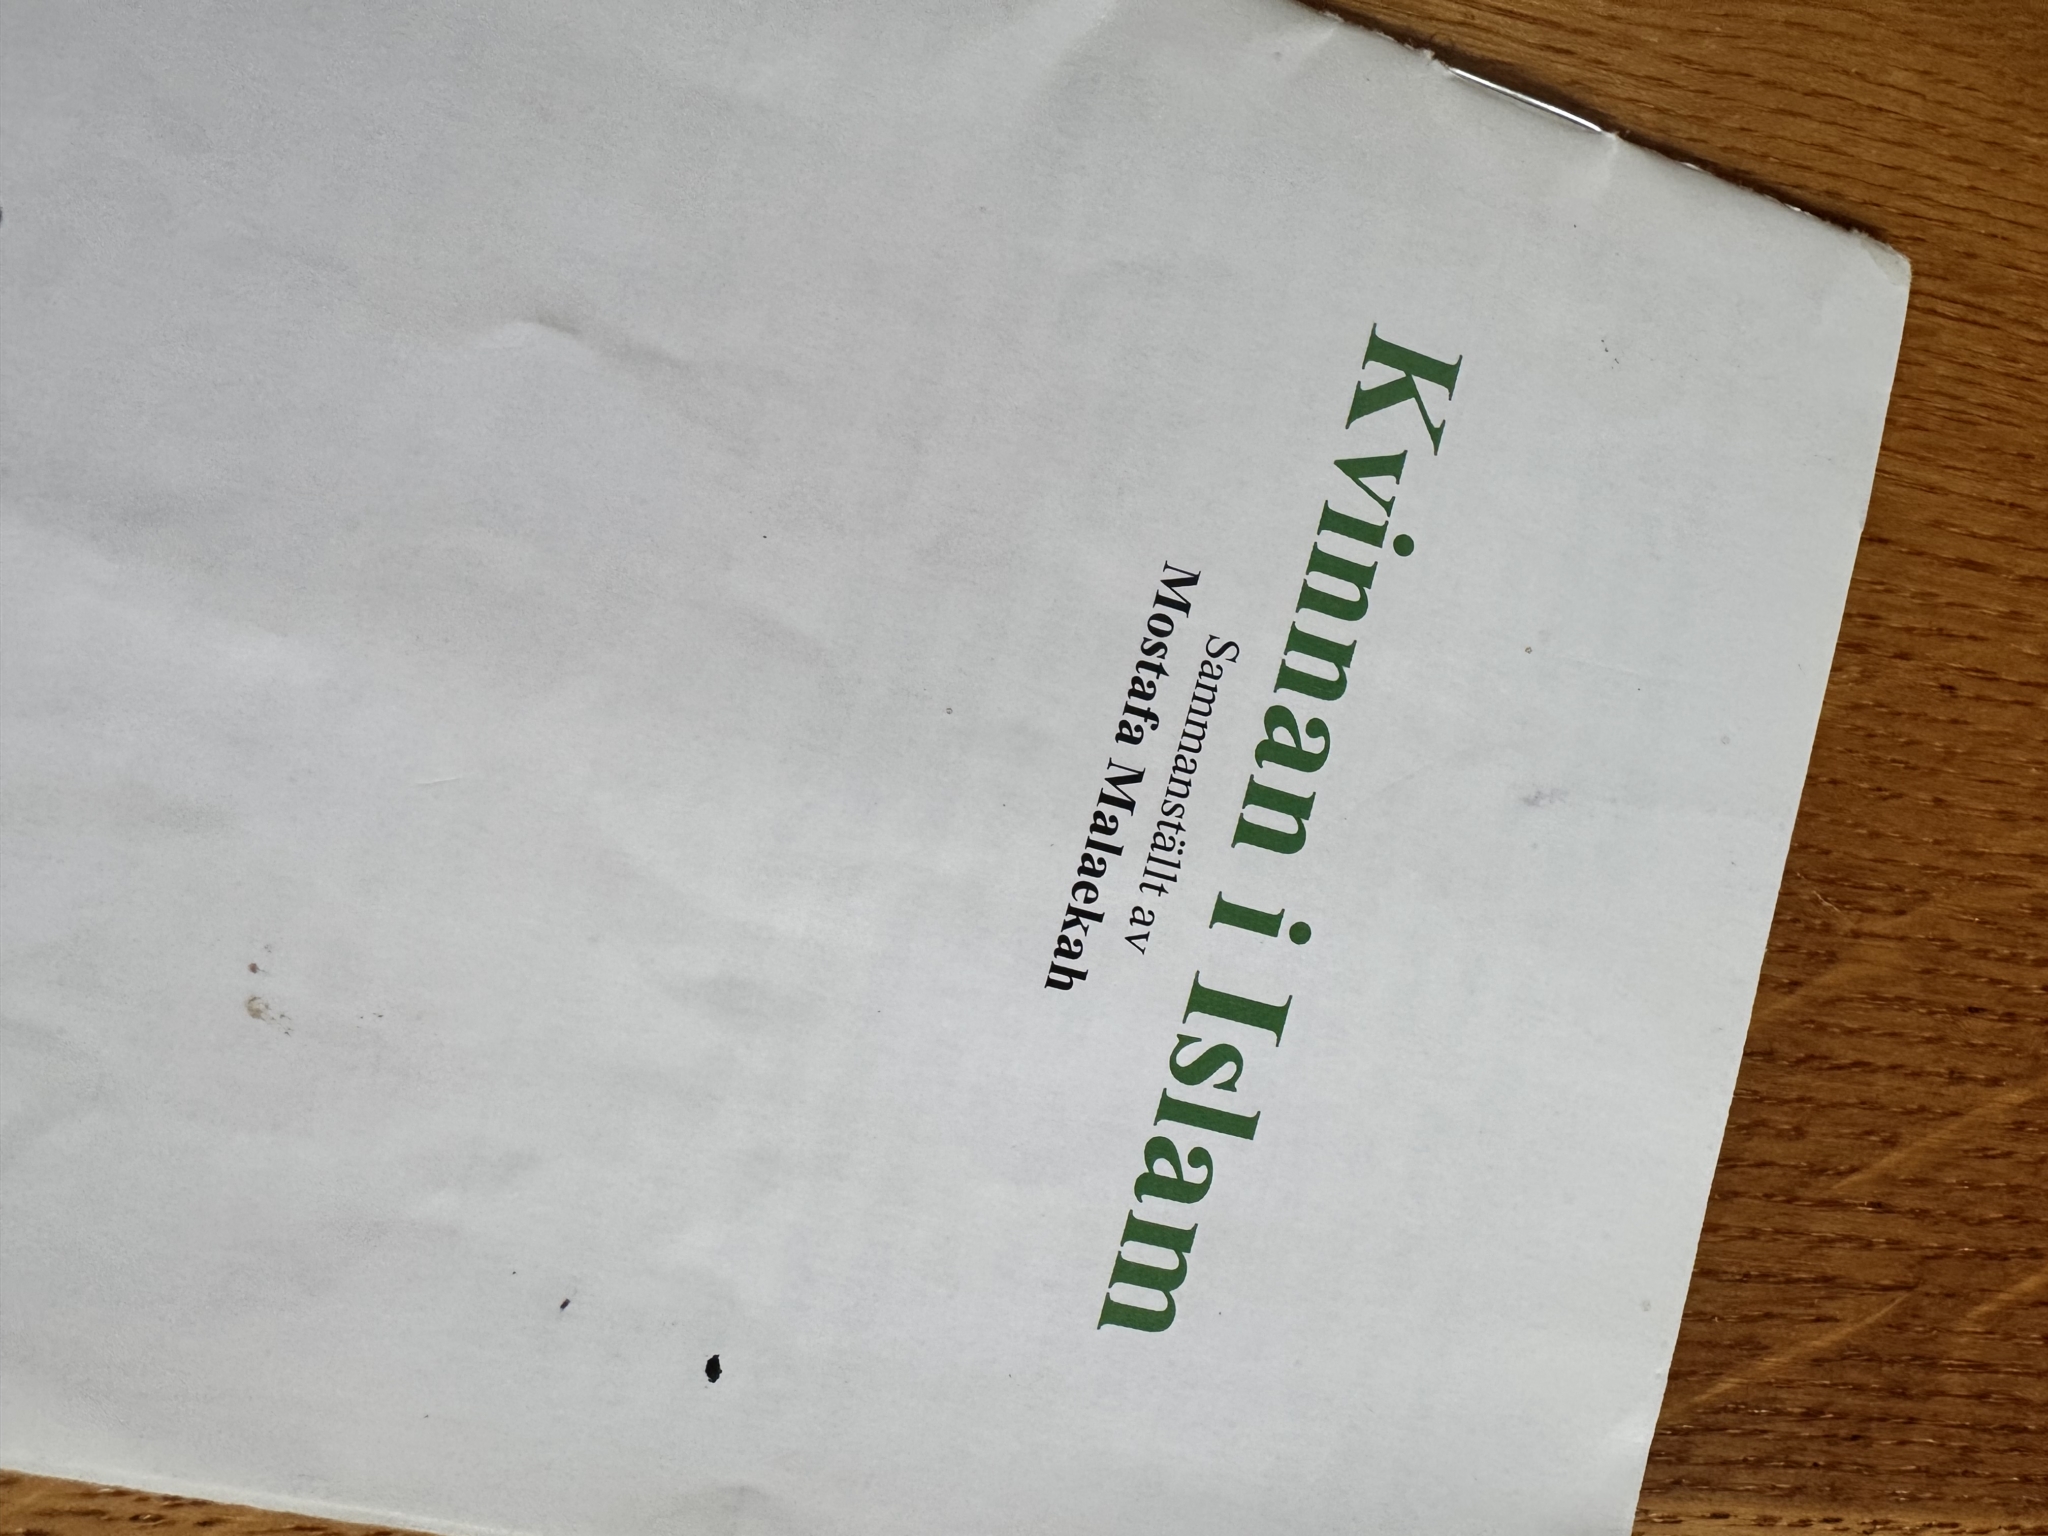 Kvinnan i Islam
Sammanställt av
Mostafa Malaekah